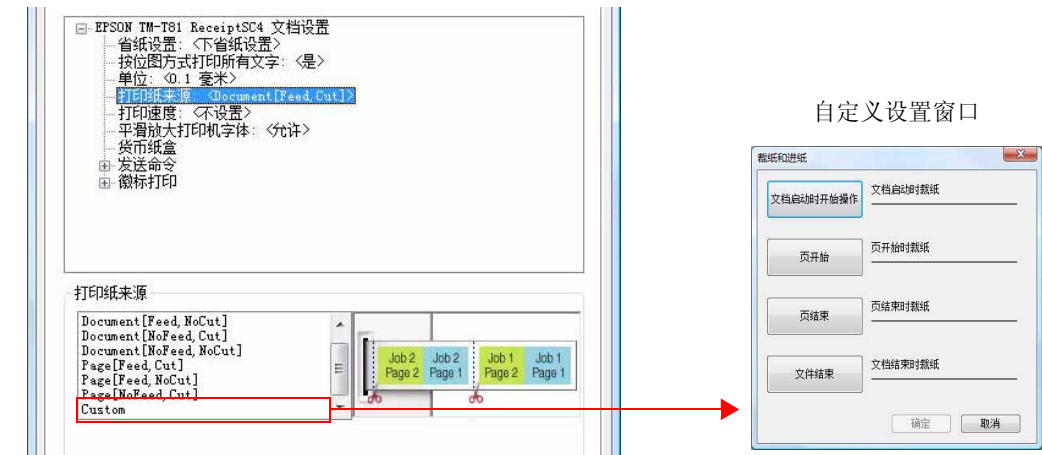 EPSON TM-T81 ReceiptSC4 文档设置
省纸设置: <下省纸设置>
按位图方式打印所有文字: <是>
单位: <0.1 毫米>
打印纸来源: <Document[Feed, Cut]>
打印速度: <不设置>
平滑放大打印机字体: <允许>
货币纸盒
发送命令
徽标打印
打印纸来源
Document[Feed, NoCut]
Document[NoFeed, Cut]
Document[NoFeed, NoCut]
Page[Feed, Cut]
Page[Feed, NoCut]
Page[NoFeed, Cut]
Custom
Job 2 Job 2 Job 1 Job 1
Page 2 Page 1 Page 2 Page 1
自定义设置窗口
裁纸和进纸
文档启动时开始操作 文档启动时裁纸
页开始 页开始时裁纸
页结束 页结束时裁纸
文件结束 文档结束时裁纸
确定 取消